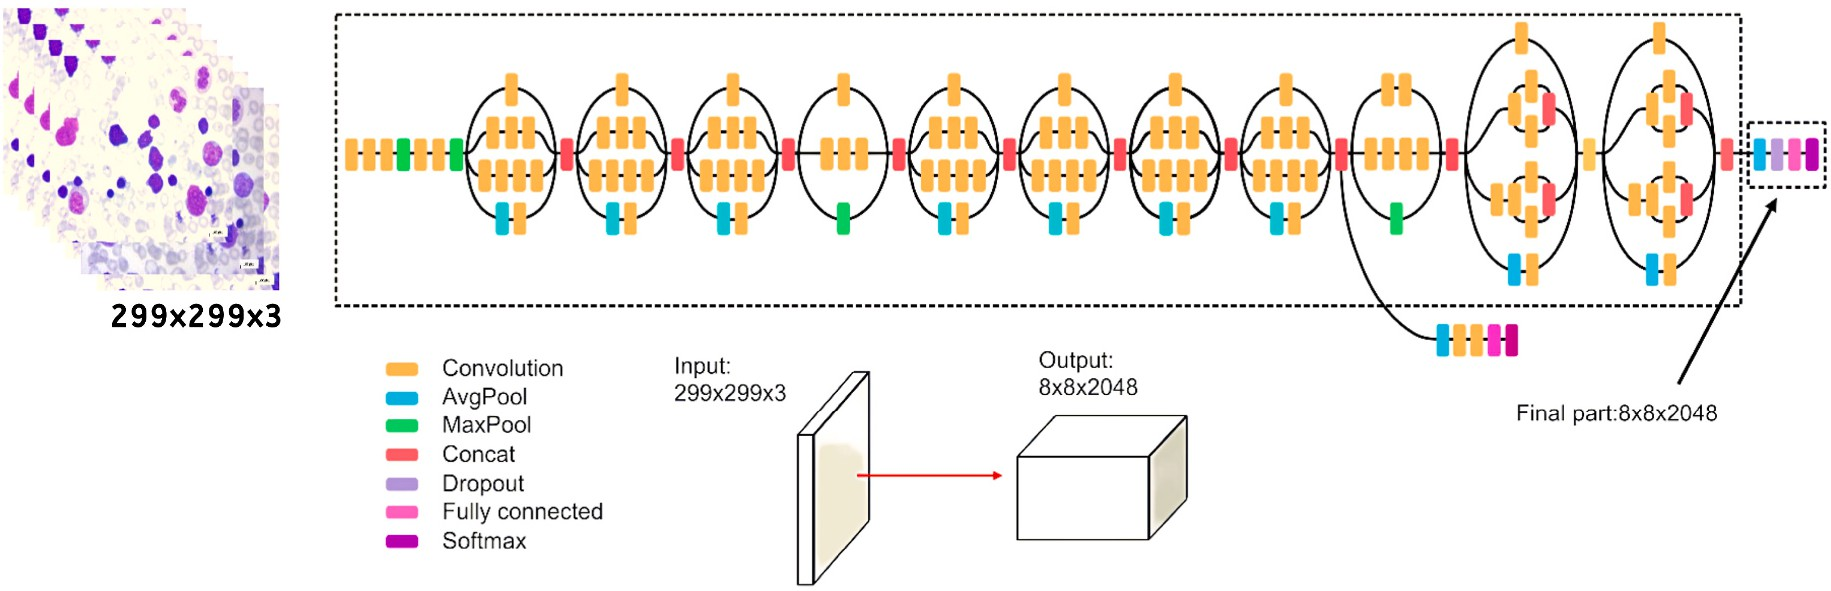 299x299x3
Convolution
AvgPool
MaxPool
Concat
Dropout
Fully connected
Softmax
Input:
299x299x3
Output:
8x8x2048
Final part:8x8x2048